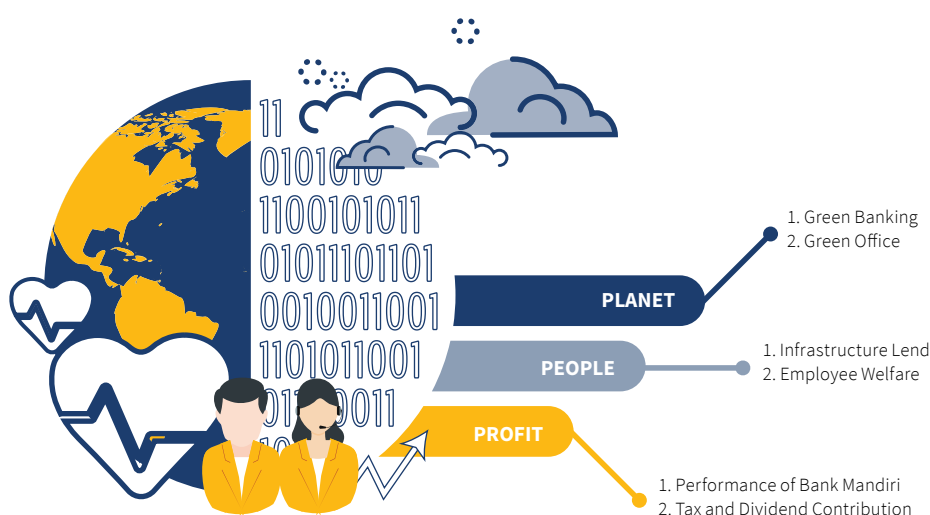 11
0101010
1100101011
01011101101
0010011001
1101011001
1. Green Banking
2. Green Office
PLANET
1. Infrastructure Lend
2. Employee Welfare
PEOPLE
PROFIT
1. Performance of Bank Mandiri
2. Tax and Dividend Contribution